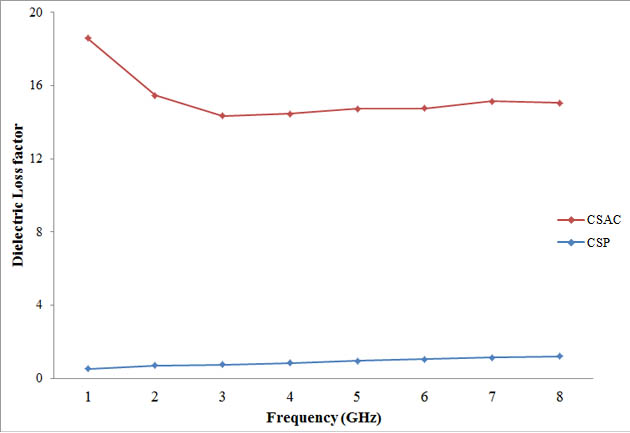 20
16
12
8
4
0
Dielectric Loss factor
CSAC
CSP
1 2 3 4 5 6 7 8
Frequency (GHz)